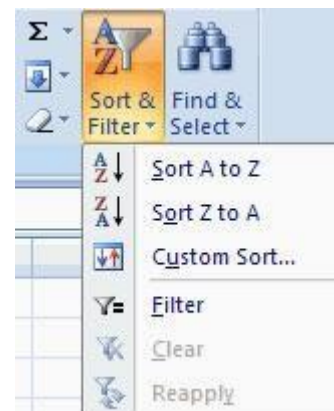 Σ
Sort & Find &
Filter Select
Sort A to Z
Sort Z to A
Custom Sort...
Filter
Clear
Reapply